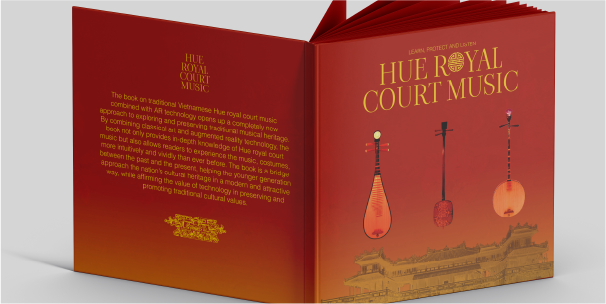 HUE ROYAL
COURT
MUSIC
The book on traditional Vietnamese Hue royal court music
combined with AR technology opens up a completely new
approach to exploring and preserving traditional musical heritage.
By combining classical art and augmented reality technology, the
book not only provides in-depth knowledge of Hue royal court
music but also allows readers to experience the music, costumes,
more intuitively and vividly than ever before. The book is a bridge
between the past and the present, helping the younger generation
approach the nation's cultural heritage in a modern and attractive
way, while affirming the value of technology in preserving and
promoting traditional cultural values.
LEARN, PROTECT AND LISTEN
HUE ROYAL
COURT MUSIC